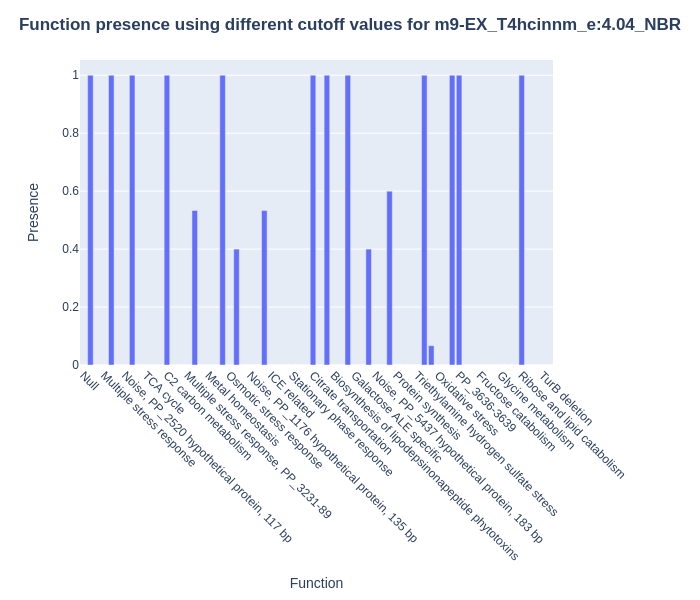 Function presence using different cutoff values for m9-EX_T4hcinnm_e:4.04_NBR
1
0.8
0.6
0.4
0.2
0
Presence
Null
Multiple stress response
Noise, PP_2520 hypothetical protein, 117 bp
TCA cycle
C2 carbon metabolism
Multiple stress response, PP_3231-89
Metal homeostasis
Osmotic stress response
Noise, PP_1176 hypothetical protein, 135 bp
ICE related
Stationary phase response
Citrate transportation
Biosynthesis of lipodepsinonapeptide phytotoxins
Galactose ALE specific
Noise, PP_5437 hypothetical protein, 183 bp
Protein synthesis
Triethylamine hydrogen sulfate stress
Oxidative stress
PP_3636-3639
Fructose catabolism
Glycine metabolism
Ribose and lipid catabolism
TurB deletion
Function